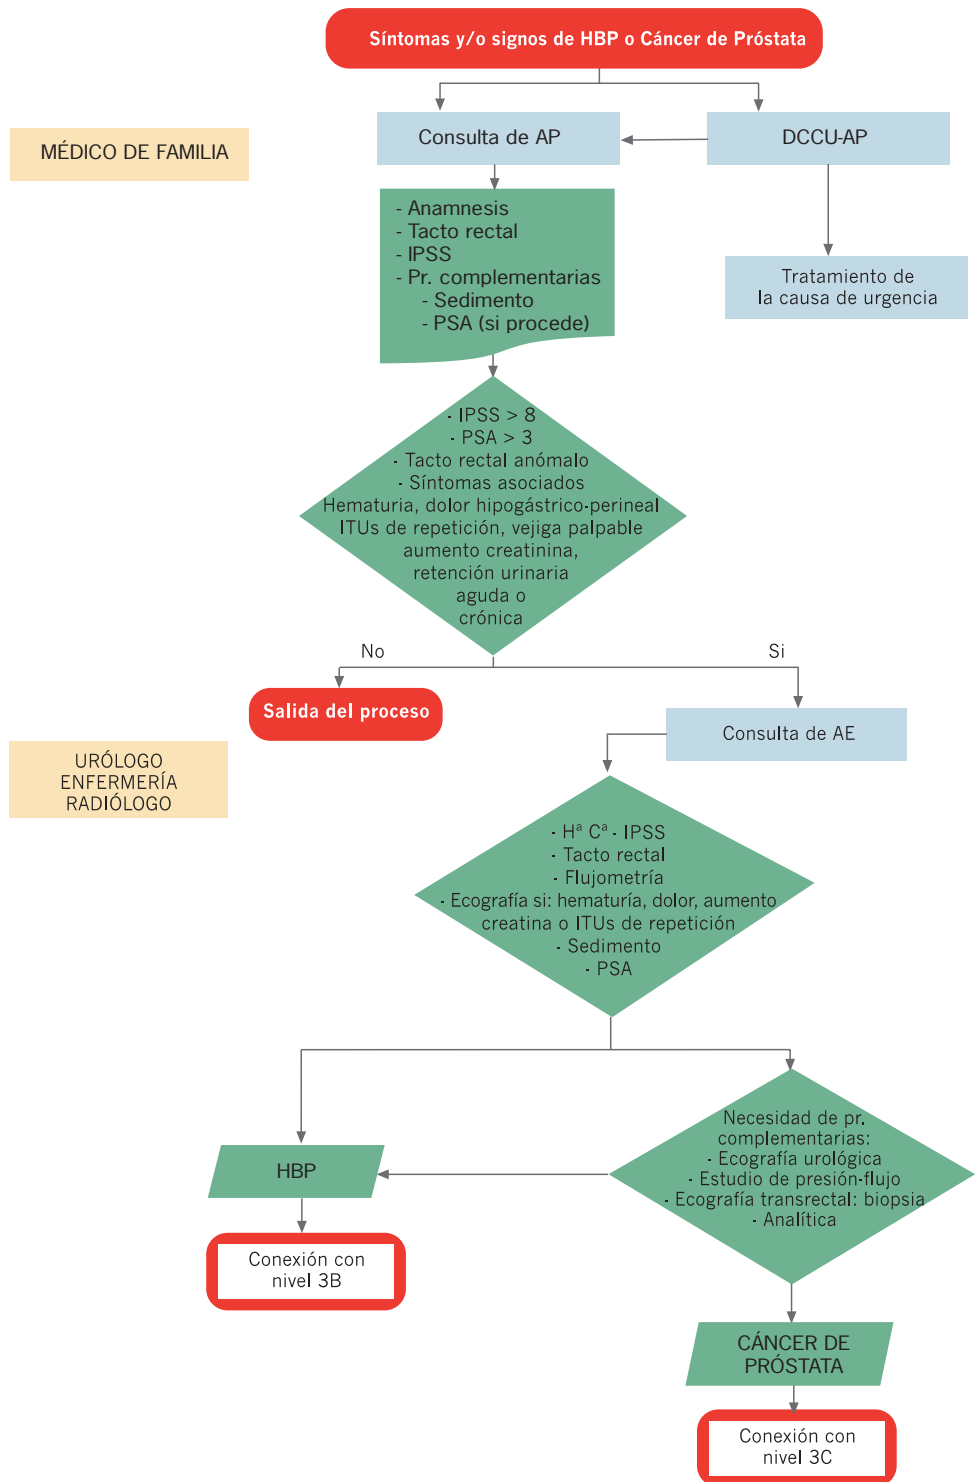 Síntomas y/o signos de HBP o Cáncer de Próstata
MÉDICO DE FAMILIA
Consulta de AP
DCCU-AP
- Anamnesis
- Tacto rectal
- IPSS
- Pr. complementarias
- Sedimento
- PSA (si procede)
Tratamiento de
la causa de urgencia
- IPSS > 8
- PSA > 3
- Tacto rectal anómalo
- Síntomas asociados
Hematuria, dolor hipogástrico-perineal
ITUs de repetición, vejiga palpable
aumento creatinina,
retención urinaria
aguda o
crónica
No
Si
Salida del proceso
Consulta de AE
URÓLOGO
ENFERMERÍA
RADIÓLOGO
- Hª Cª - IPSS
- Tacto rectal
- Flujometría
- Ecografía si: hematuría, dolor, aumento
creatina o ITUs de repetición
- Sedimento
- PSA
Necesidad de pr.
complementarias:
- Ecografía urológica
- Estudio de presión-flujo
- Ecografía transrectal: biopsia
- Analítica
HBP
Conexión con
nivel 3B
CÁNCER DE
PRÓSTATA
Conexión con
nivel 3C